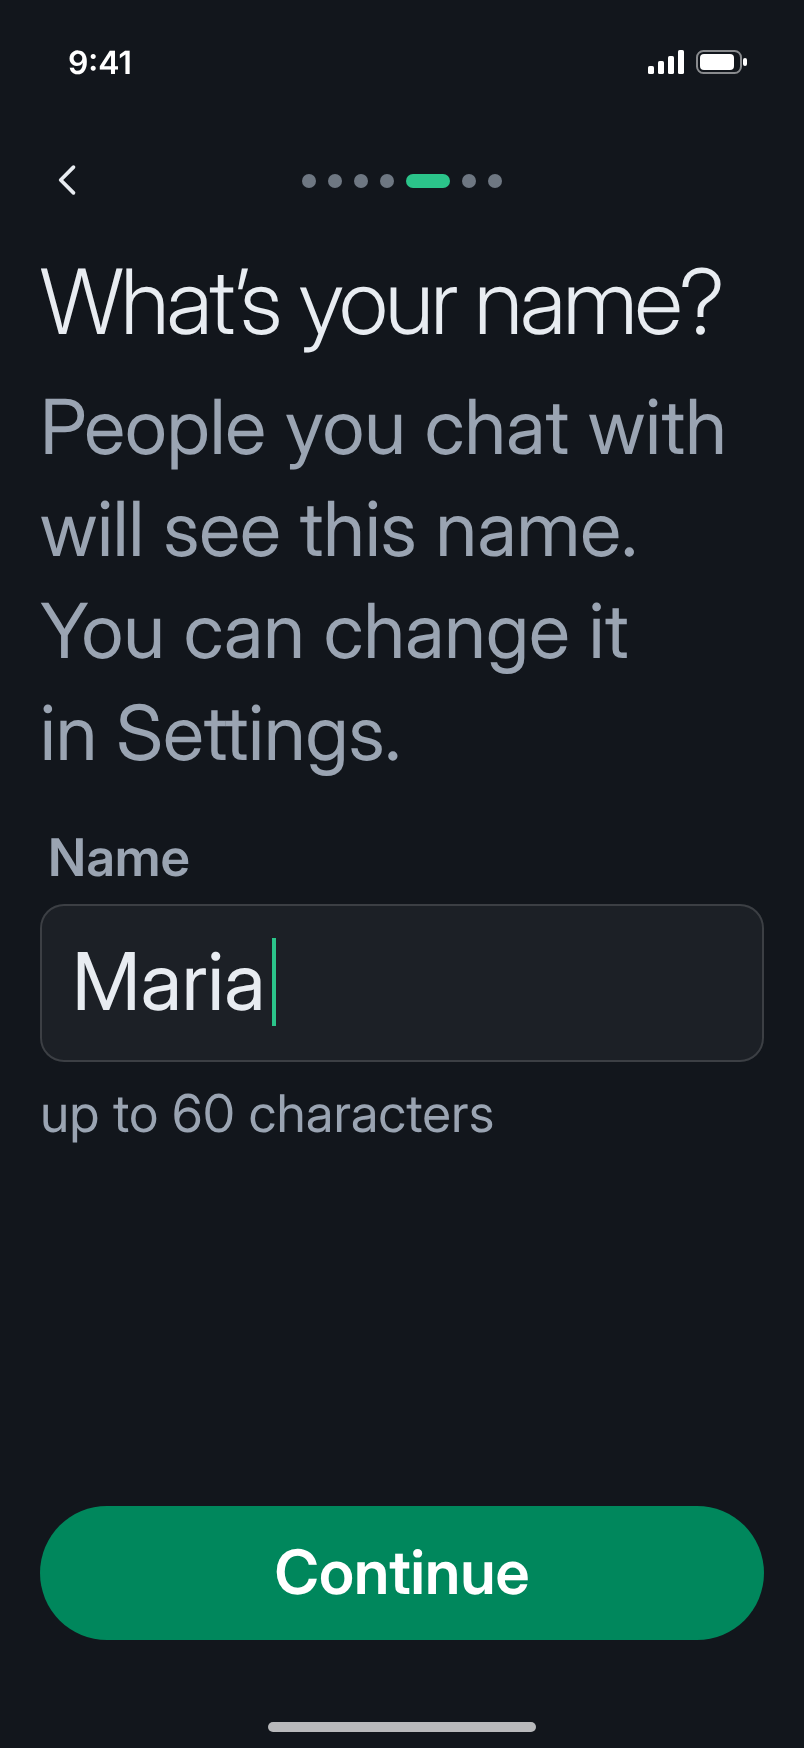 9:41
What’s your name?
People you chat with
will see this name.
You can change it
in Settings.
Name
Maria
up to 60 characters
Continue